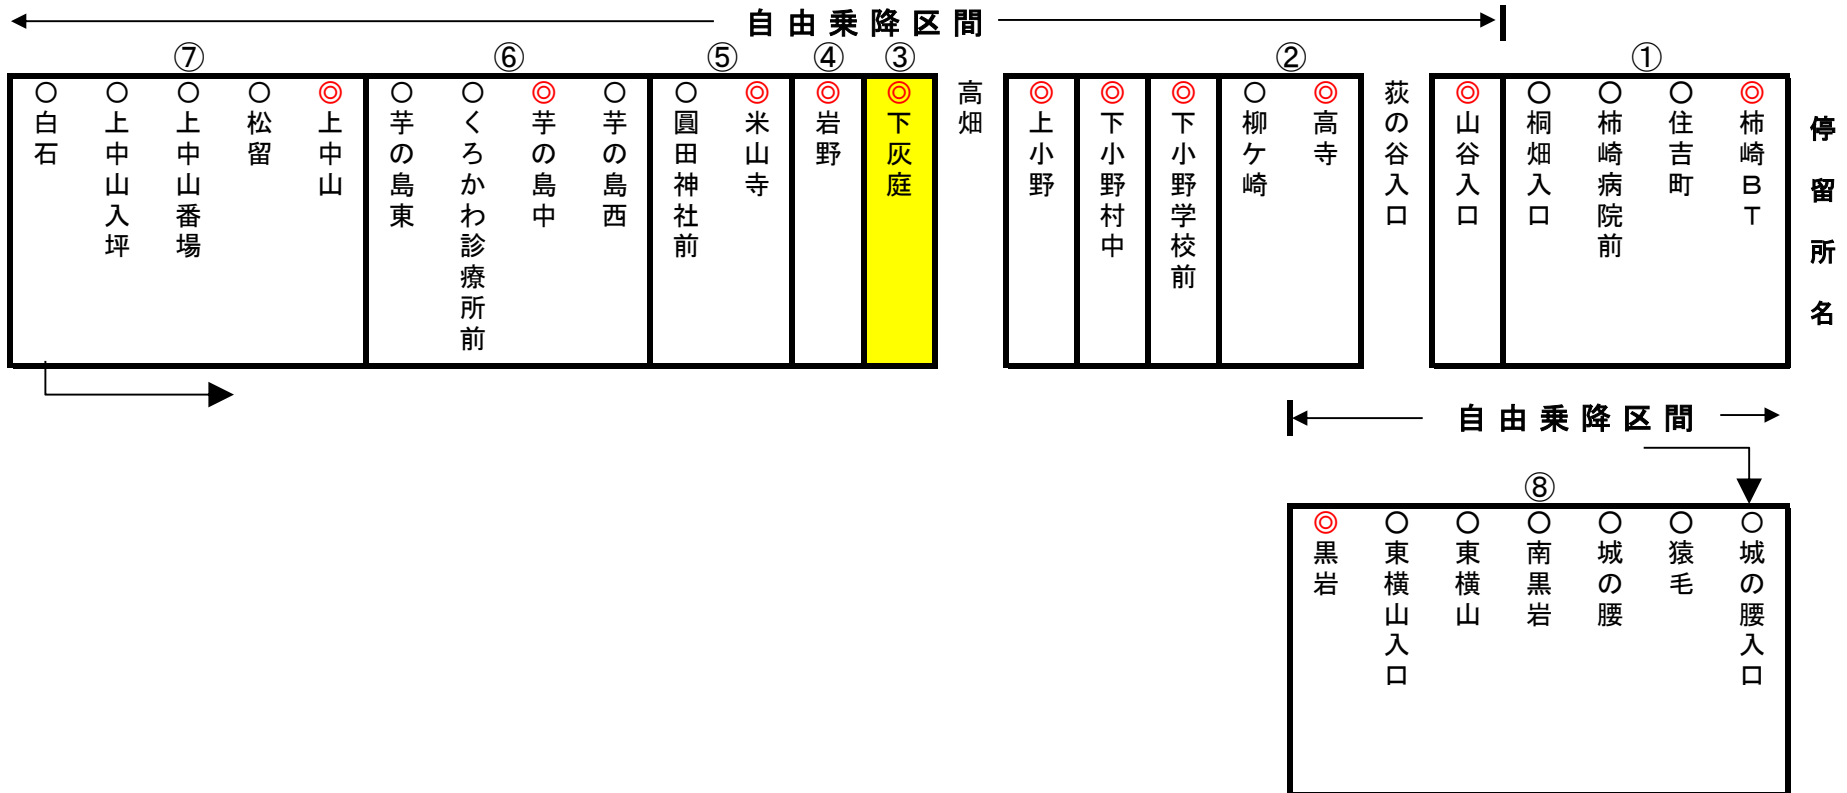 自由乗降区間
①
②
③
④
⑤
⑥
⑦
停留所名
◎柿崎BT
○住吉町
○柿崎病院前
○桐畑入口
◎山谷入口
荻の谷入口
◎高寺
○柳ケ崎
◎下小野学校前
◎下小野村中
◎上小野
高畑
◎下灰庭
◎岩野
◎米山寺
○圓田神社前
○芋の島西
◎芋の島中
○くろかわ診療所前
○芋の島東
◎上中山
○松留
○上中山番場
○上中山入坪
○白石
自由乗降区間
⑧
○城の腰入口
○猿毛
○城の腰
○南黒岩
○東横山
○東横山入口
◎黒岩